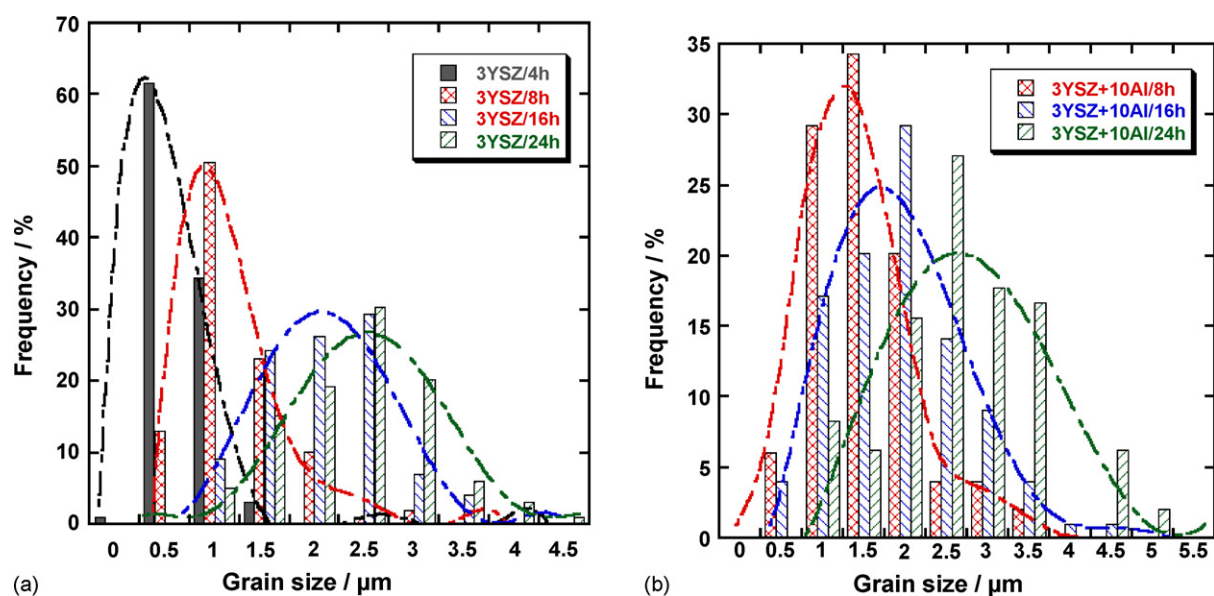 70
60
50
40
30
20
10
0
Frequency / %
3YSZ/4h
3YSZ/8h
3YSZ/16h
3YSZ/24h
0 0.5 1 1.5 2 2.5 3 3.5 4 4.5
Grain size / µm
(a)
35
30
25
20
15
10
5
0
Frequency / %
3YSZ+10Al/8h
3YSZ+10Al/16h
3YSZ+10Al/24h
0 0.5 1 1.5 2 2.5 3 3.5 4 4.5 5 5.5
Grain size / µm
(b)